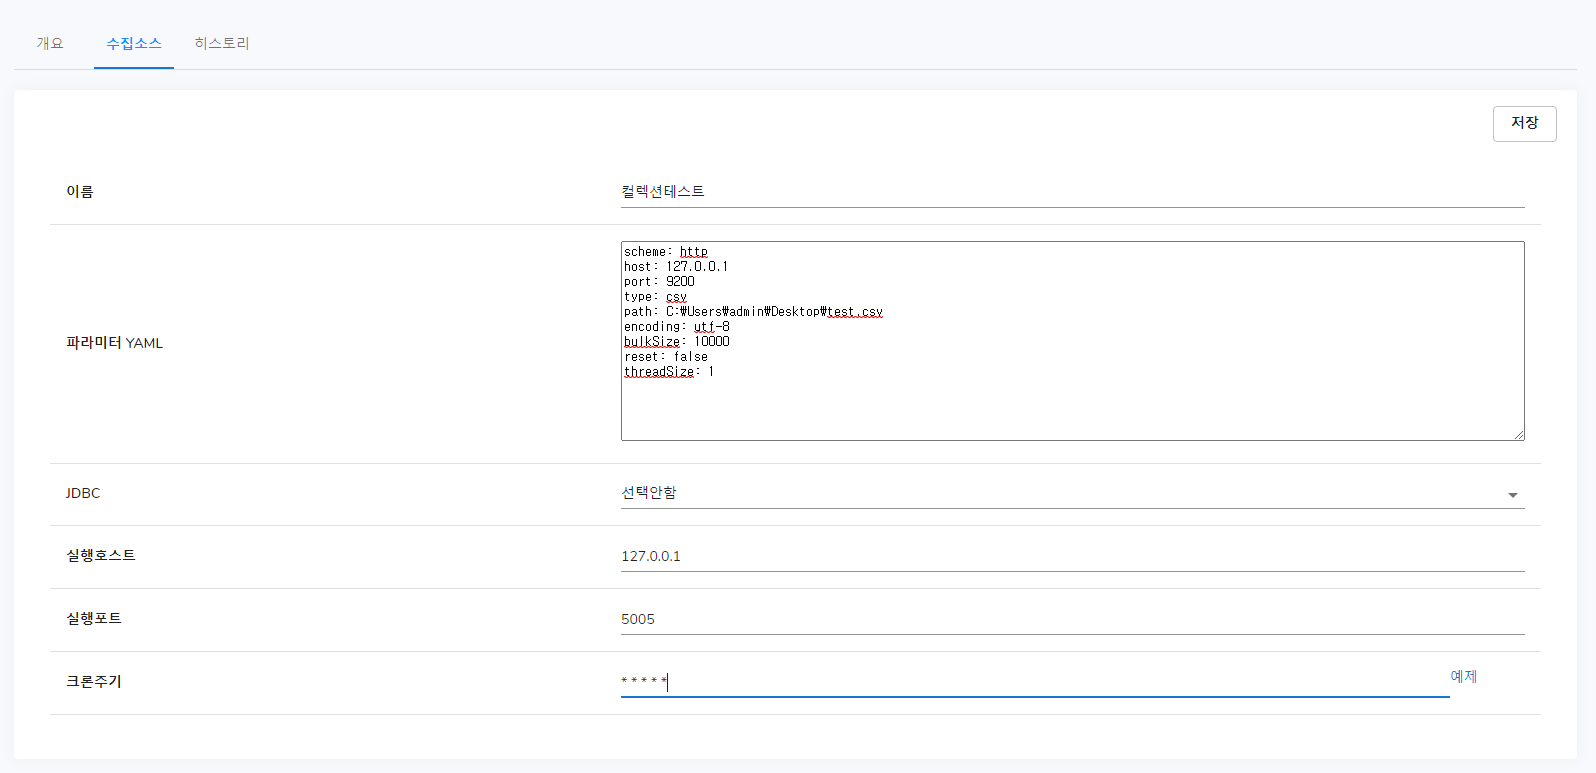 개요 수집소스 히스토리
저장
이름 컬렉션테스트
파라미터 YAML
scheme: http
host: 127.0.0.1
port: 9200
type: csv
path: C:₩Users₩admin₩Desktop₩test.csv
encoding: utf-8
bulkSize: 10000
reset: false
threadSize: 1
JDBC 선택안함
실행호스트 127.0.0.1
실행포트 5005
크론주기 * * * * * 예제